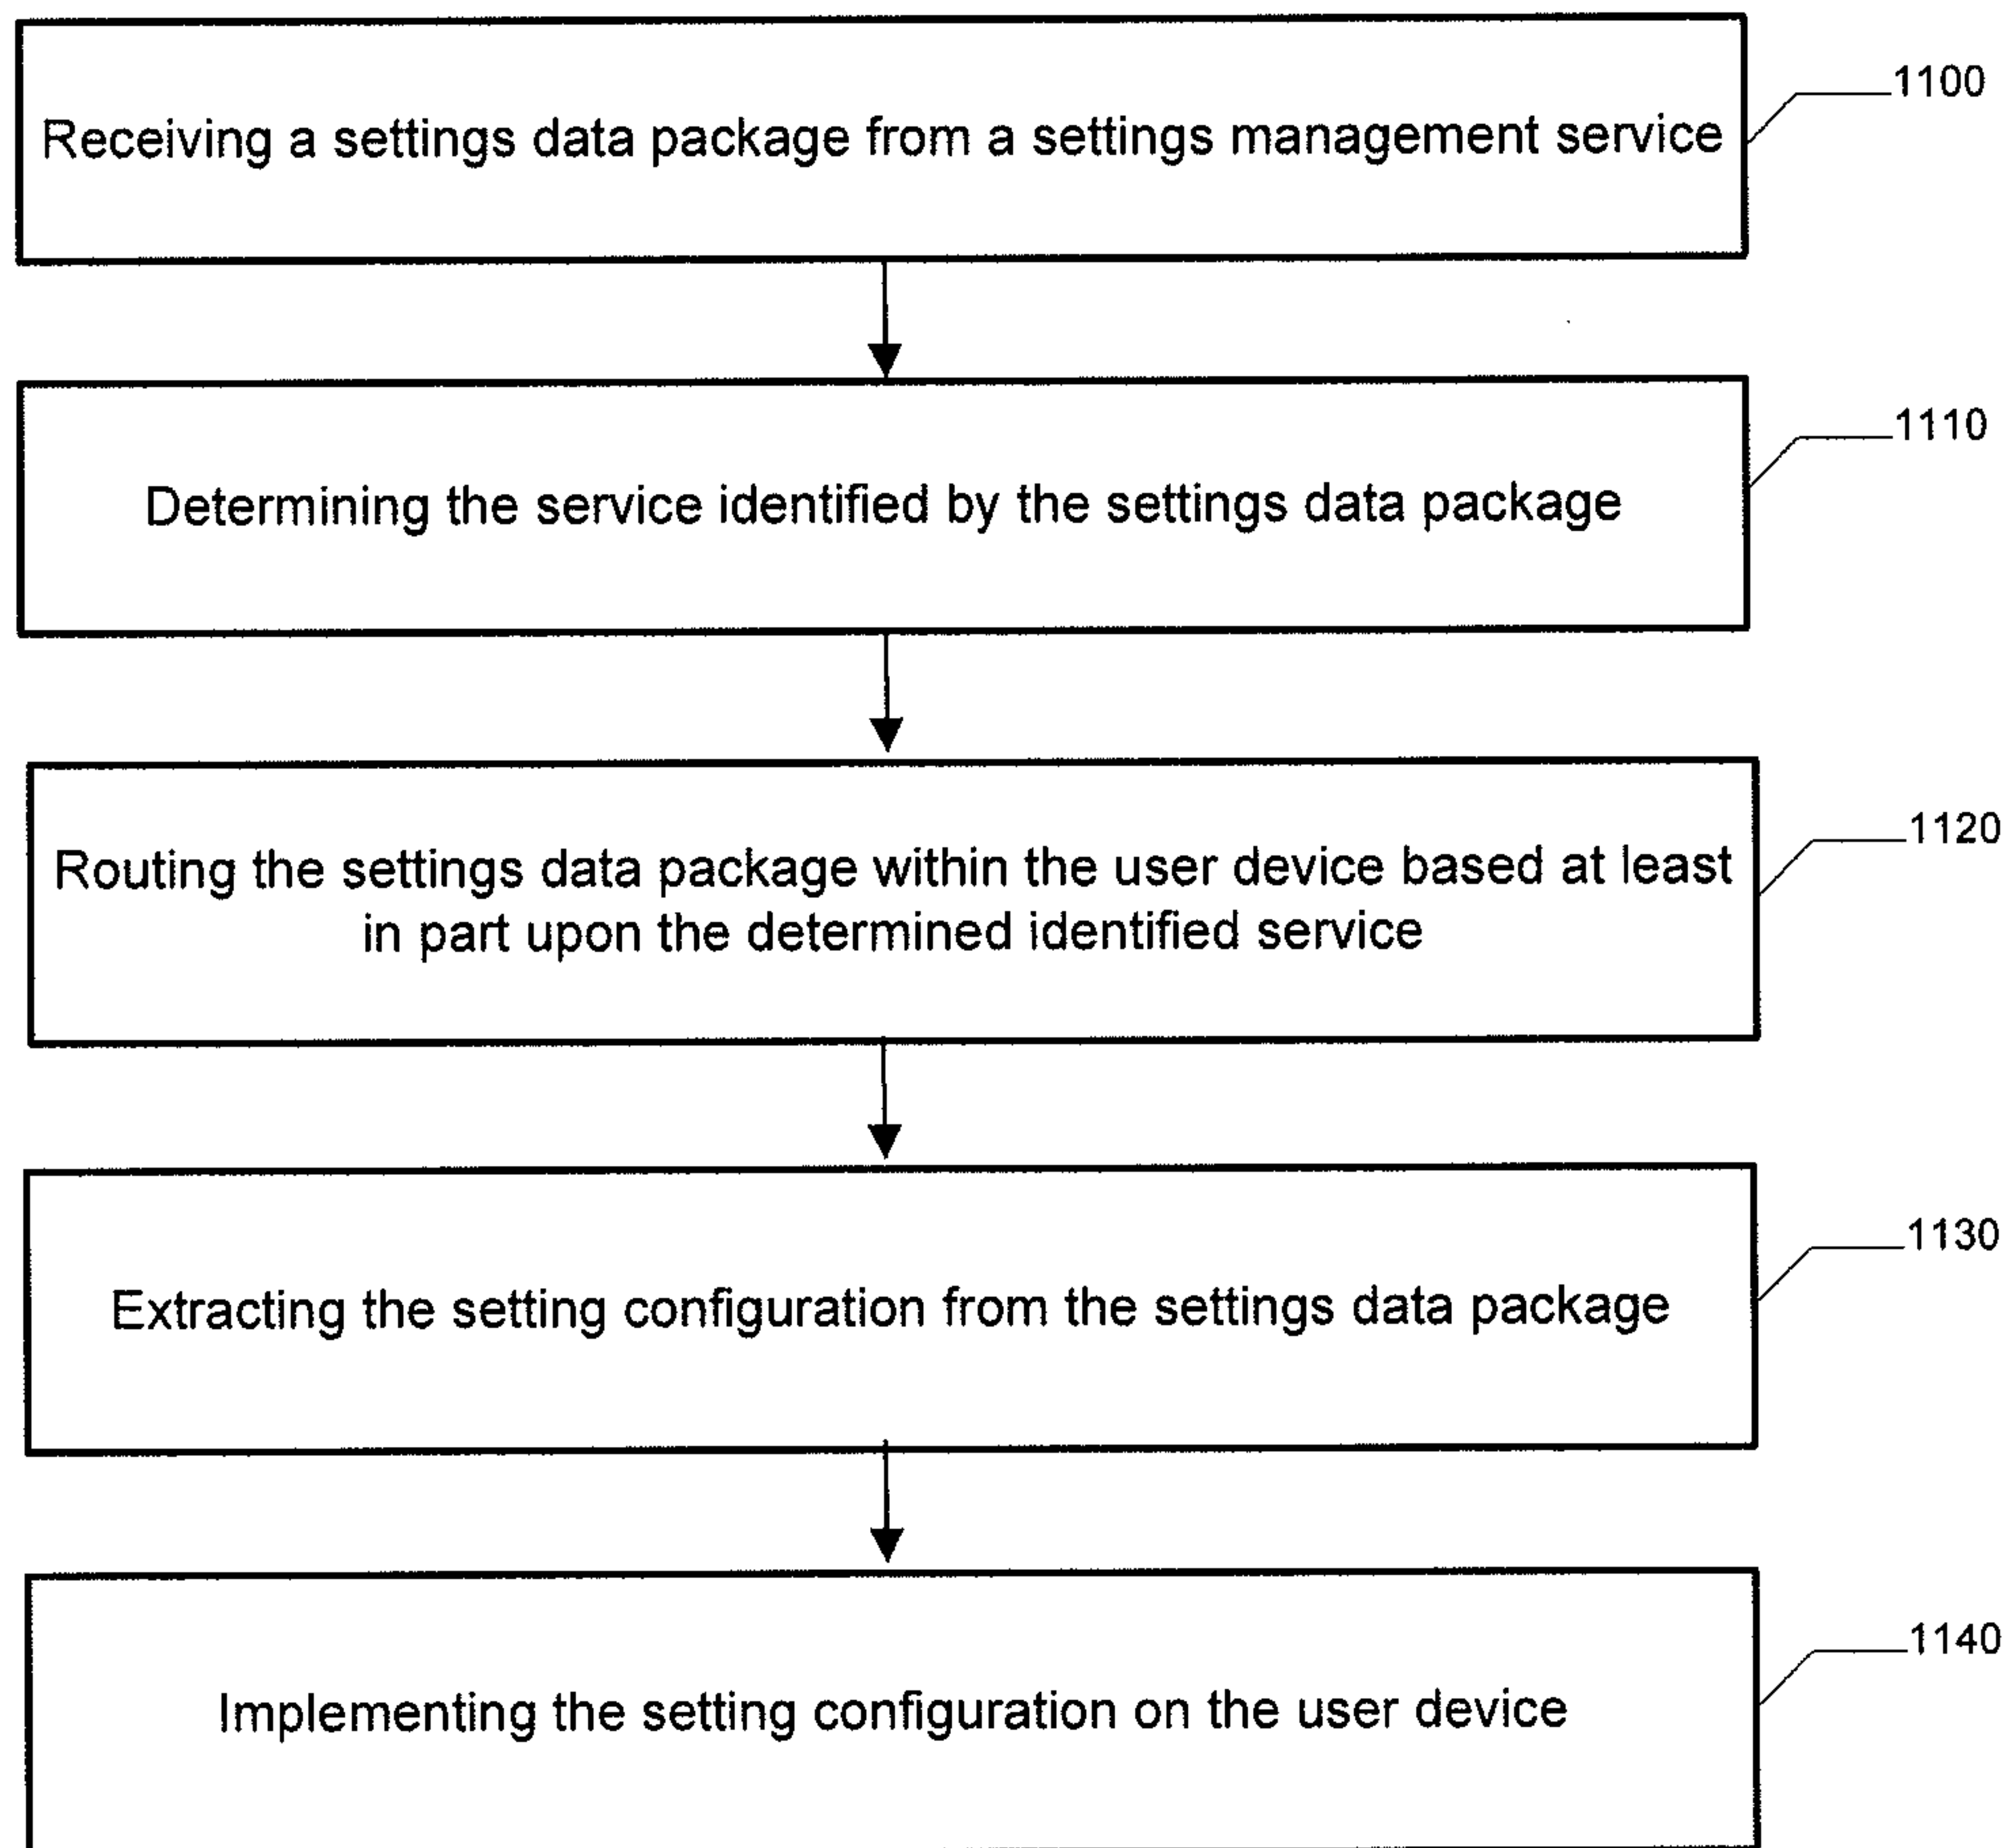 Receiving a settings data package from a settings management service
1100
Determining the service identified by the settings data package
1110
Routing the settings data package within the user device based at least
in part upon the determined identified service
1120
Extracting the setting configuration from the settings data package
1130
Implementing the setting configuration on the user device
1140